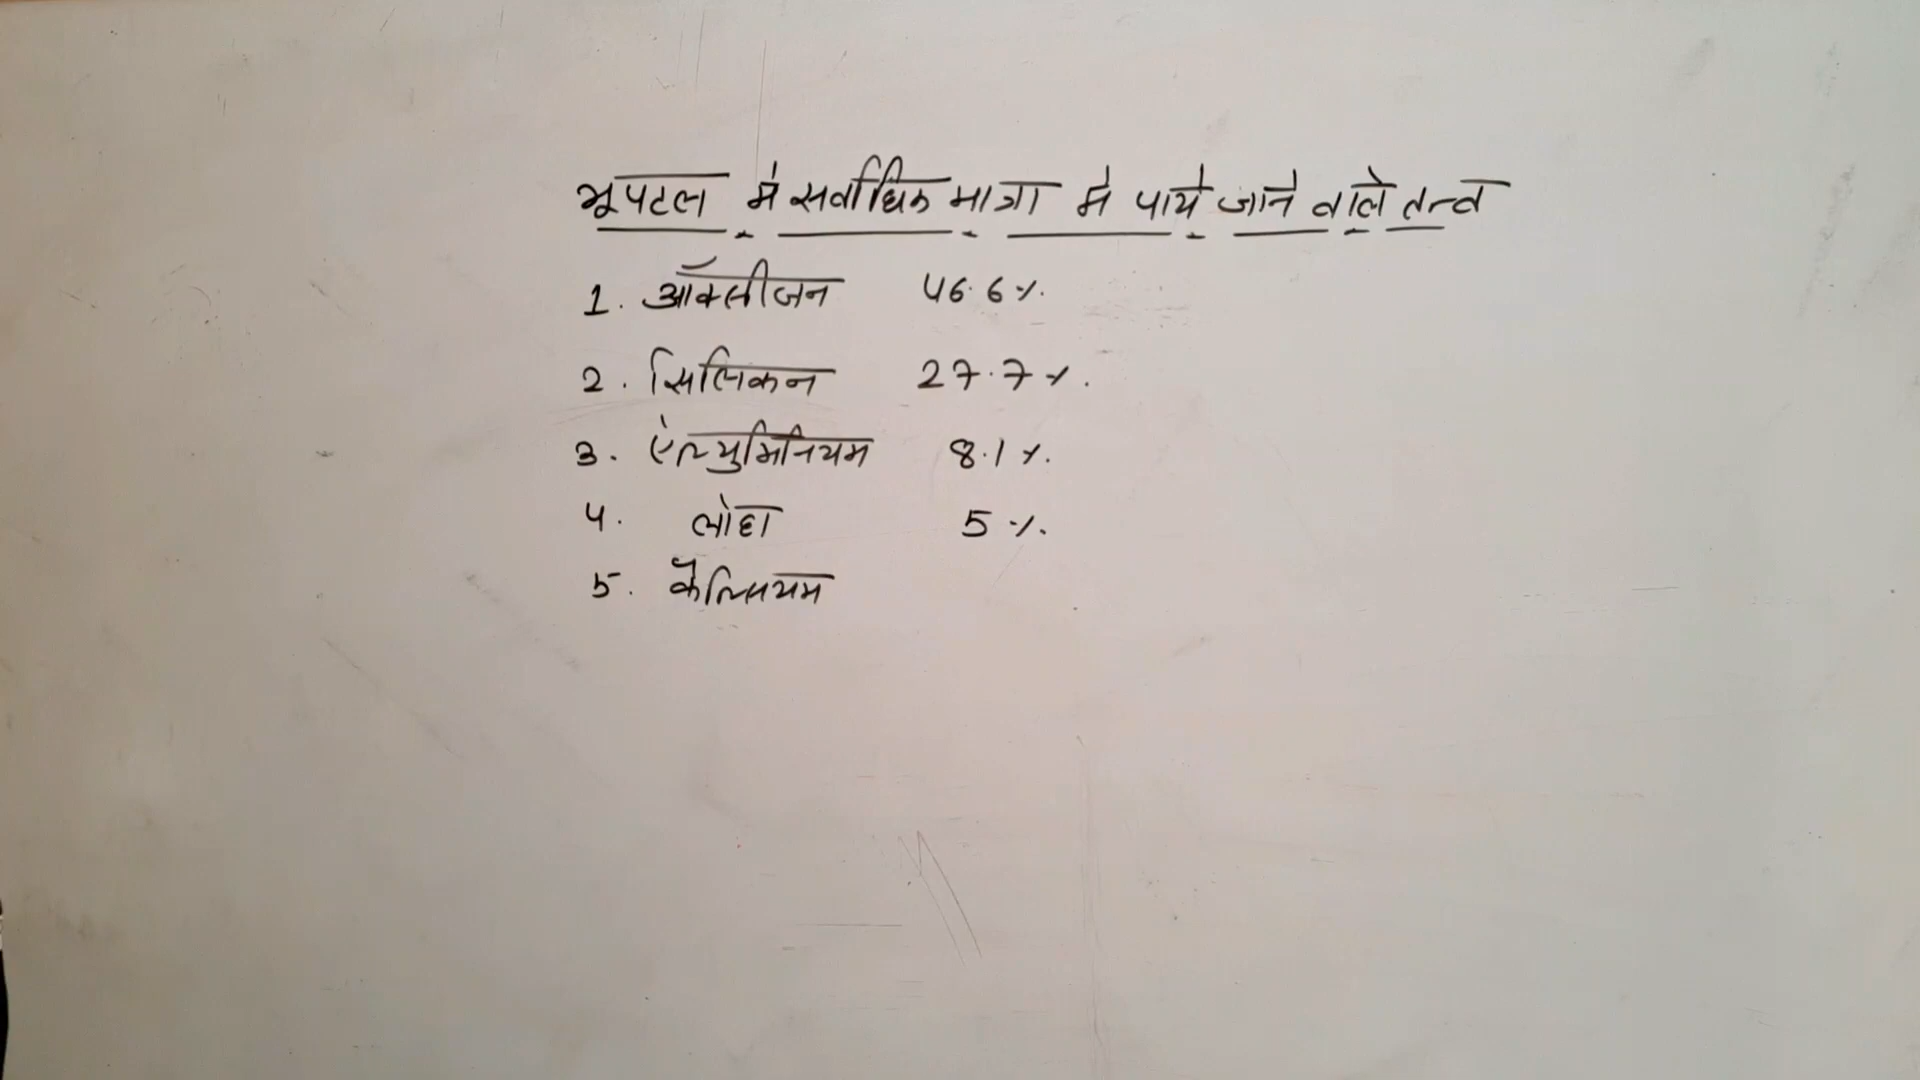 भूपटल मे सर्वाधिक मात्रा मे पाये जाने वाले तत्व
1. ऑक्सीजन 46.6%.
2. सिलिकन 27.7%.
3. ऐल्युमिनियम 8.1%.
4. लोहा 5%.
5. कैल्सियम